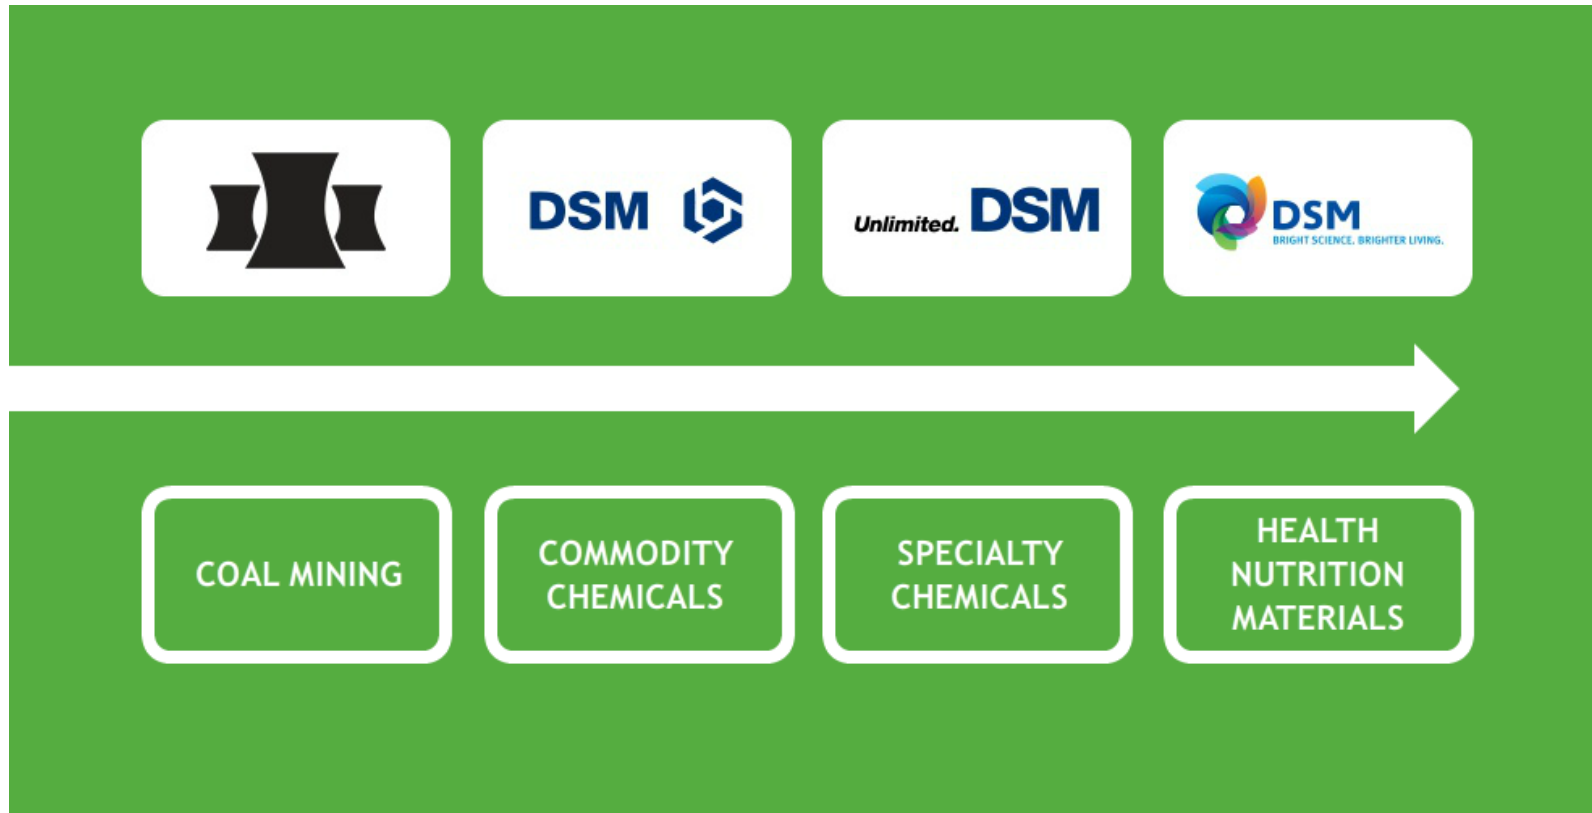 DSM
Unlimited. DSM
DSM
BRIGHT SCIENCE. BRIGHTER LIVING.
COAL MINING
COMMODITY
CHEMICALS
SPECIALTY
CHEMICALS
HEALTH
NUTRITION
MATERIALS